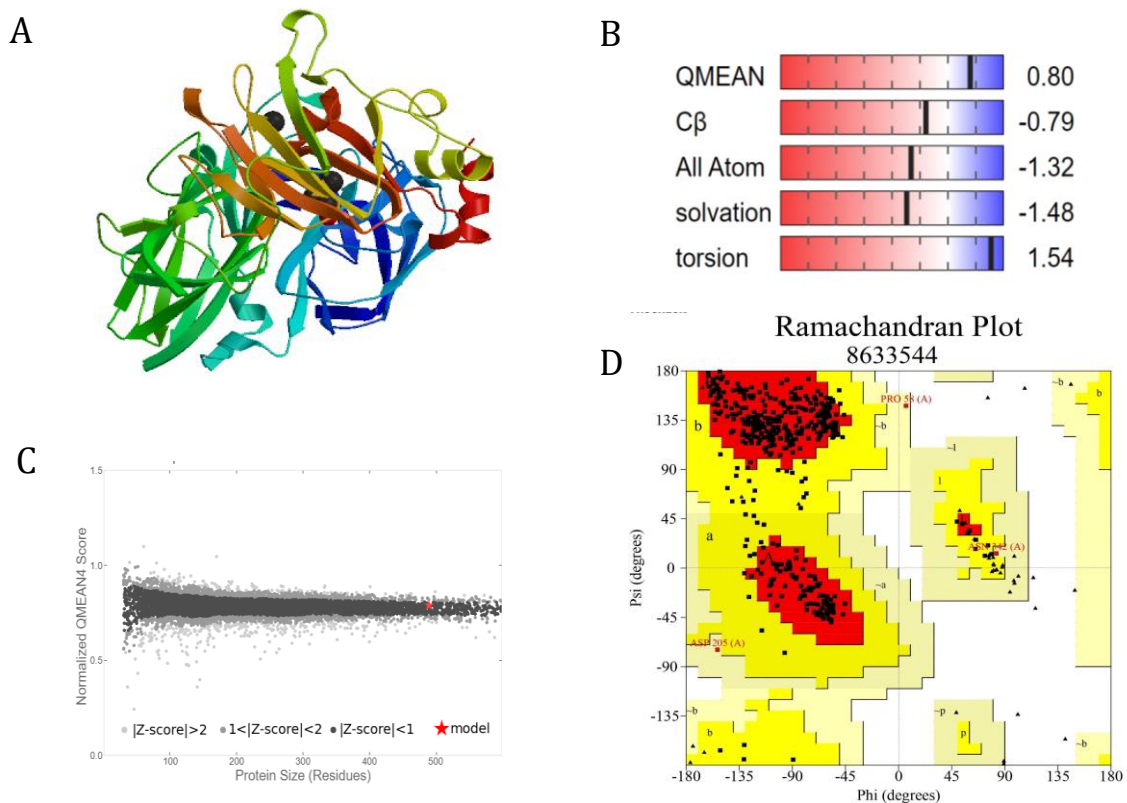 A
B
QMEAN 0.80
Cβ -0.79
All Atom -1.32
solvation -1.48
torsion 1.54
C
1.5
1.0
0.5
0.0
100 200 300 400 500
Normalized QMEAN4 Score
Protein Size (Residues)
|Z-score|>2 1<|Z-score|<2 |Z-score|<1 model
D
Ramachandran Plot
8633544
180
135
90
45
0
-45
-90
-135
-180 -135 -90 -45 0 45 90 135 180
Psi (degrees)
Phi (degrees)
PRO 58 (A)
ASP 205 (A)
b
~b
~b
b
~l
l
a
A
~a
~b
b
~p
p
~b